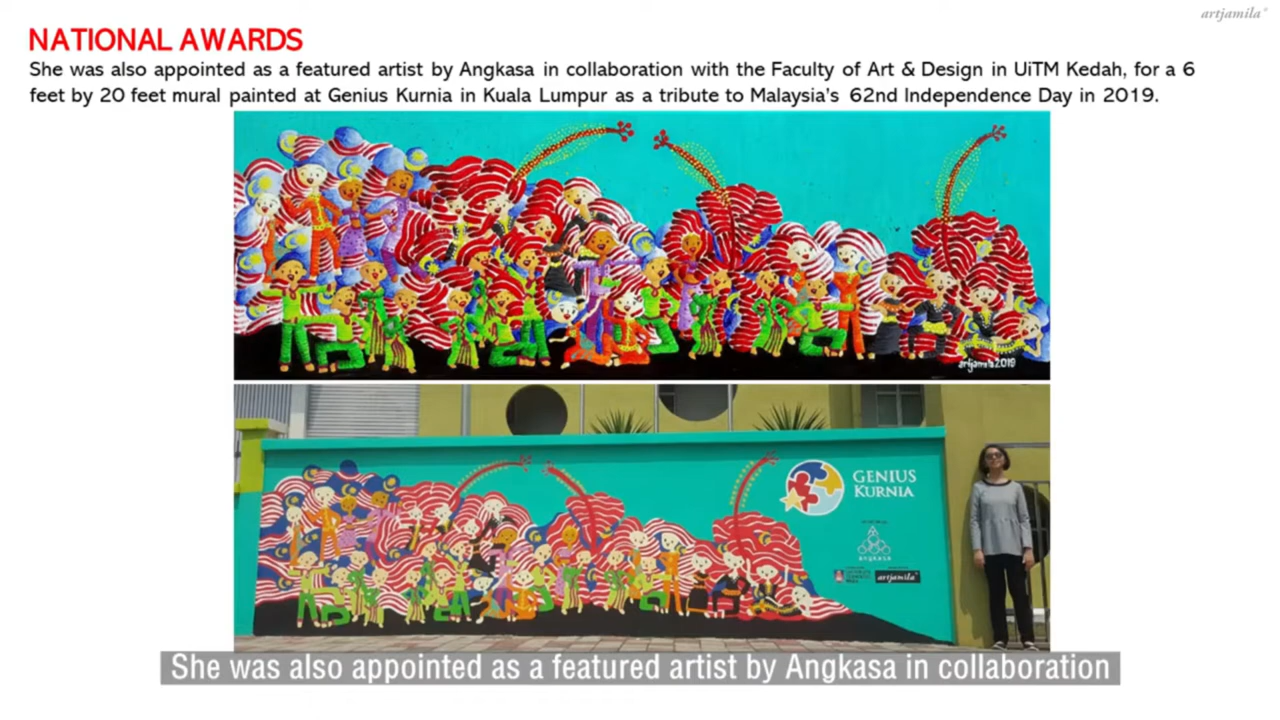 artjamila®
NATIONAL AWARDS
She was also appointed as a featured artist by Angkasa in collaboration with the Faculty of Art & Design in UiTM Kedah, for a 6
feet by 20 feet mural painted at Genius Kurnia in Kuala Lumpur as a tribute to Malaysia's 62nd Independence Day in 2019.
artjamila2019
GENIUS
KURNIA
ANGKASA
artjamila®
She was also appointed as a featured artist by Angkasa in collaboration